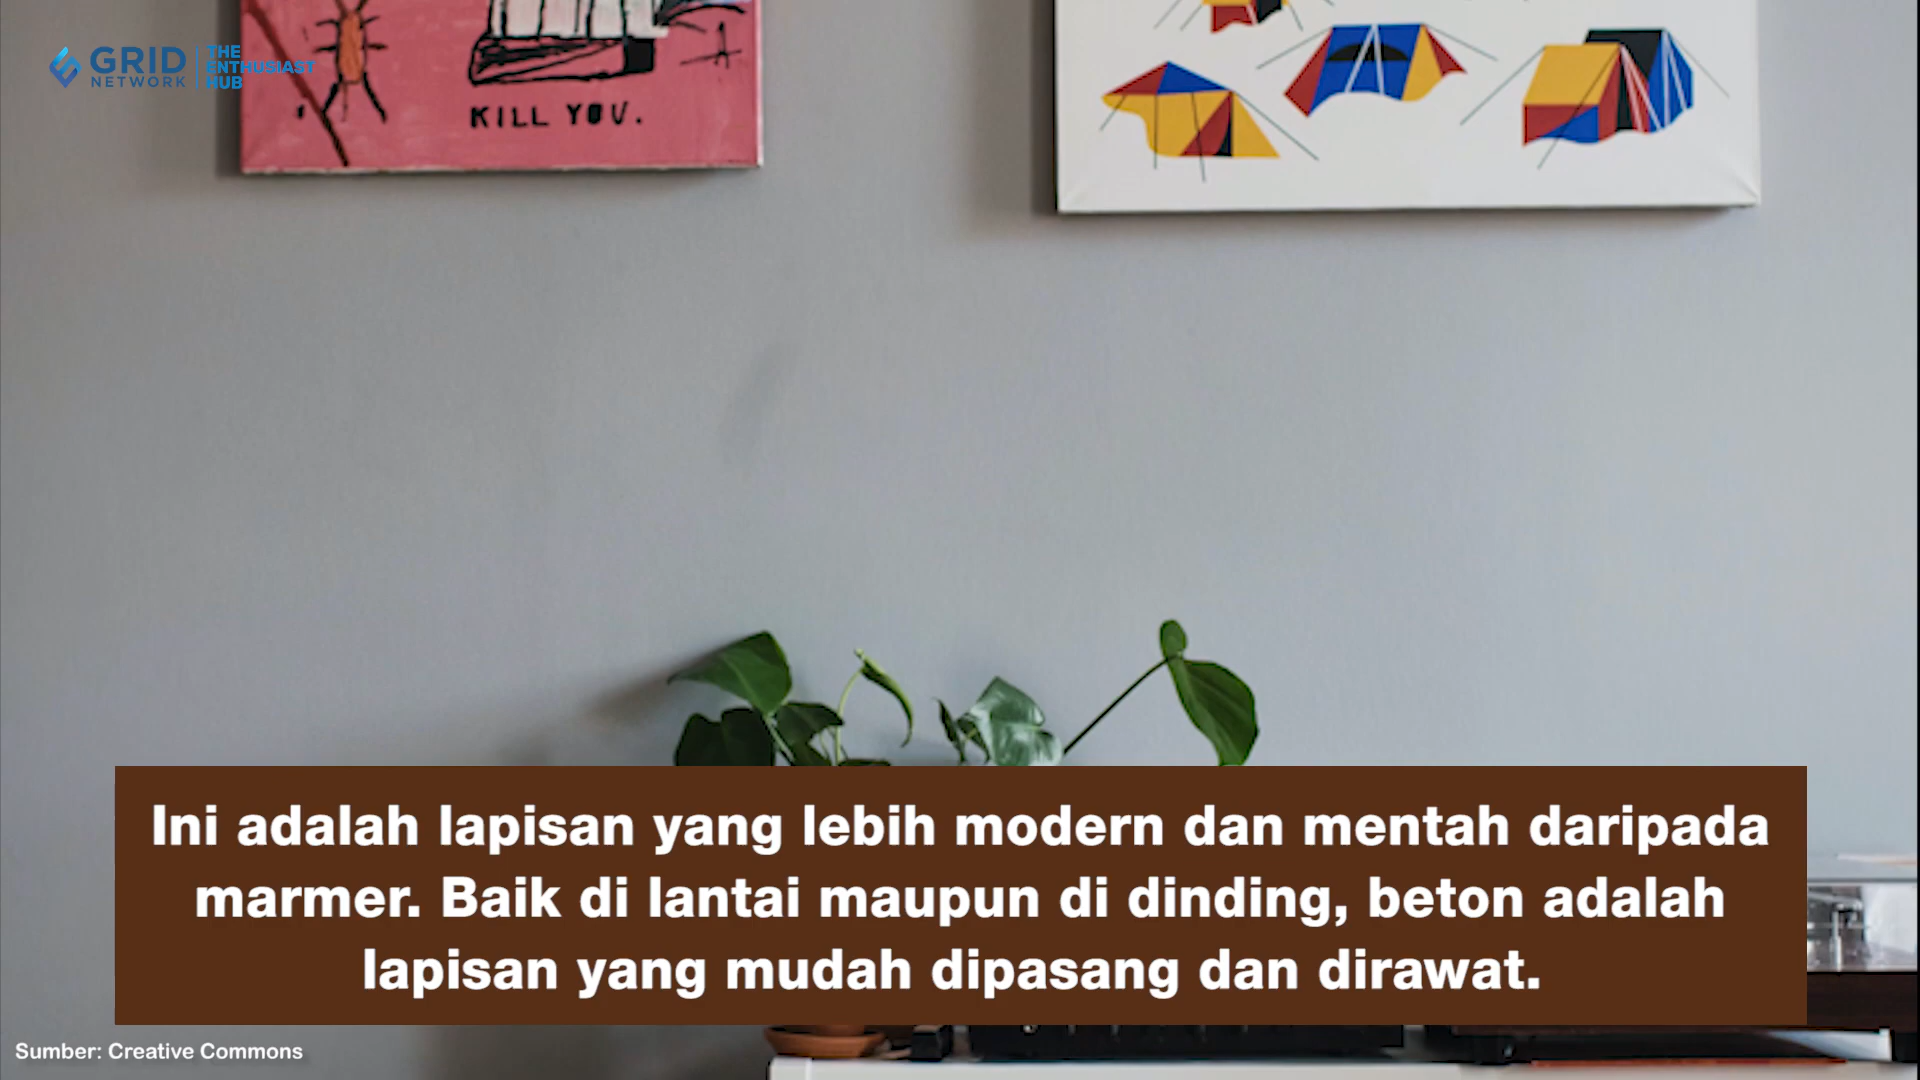 GRID
NETWORK
THE
ENTHUSIAST
HUB
KILL YOU.
Ini adalah lapisan yang lebih modern dan mentah daripada
marmer. Baik di lantai maupun di dinding, beton adalah
lapisan yang mudah dipasang dan dirawat.
Sumber: Creative Commons